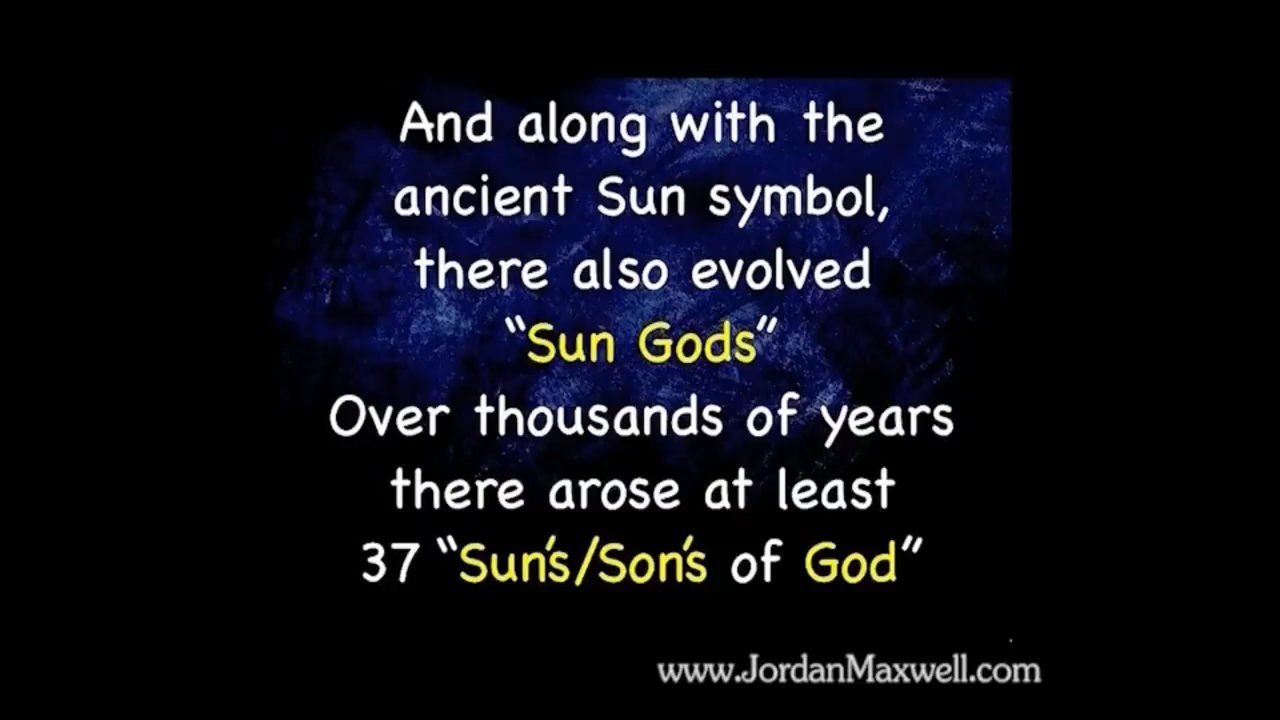 And along with the
ancient Sun symbol,
there also evolved
"Sun Gods"
Over thousands of years
there arose at least
37 "Sun's/Son's of God"
www.JordanMaxwell.com